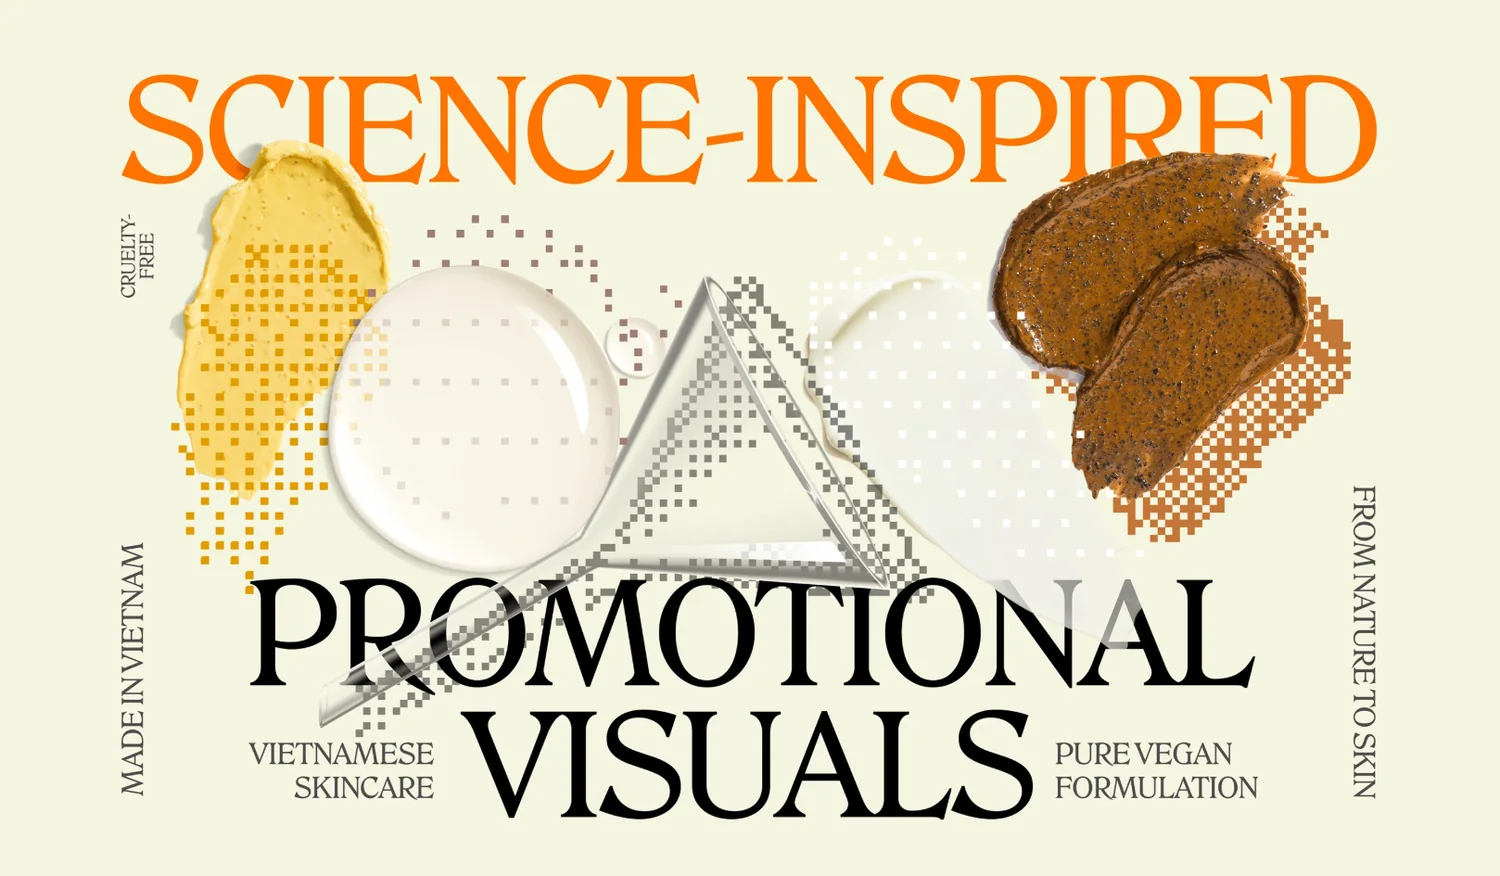 SCIENCE-INSPIRED
CRUELTY-
FREE
MADE IN VIETNAM
FROM NATURE TO SKIN
PROMOTIONAL
VISUALS
VIETNAMESE
SKINCARE
PURE VEGAN
FORMULATION